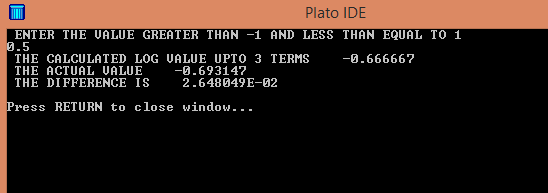 Plato IDE
ENTER THE VALUE GREATER THAN -1 AND LESS THAN EQUAL TO 1
0.5
THE CALCULATED LOG VALUE UPTO 3 TERMS -0.666667
THE ACTUAL VALUE -0.693147
THE DIFFERENCE IS 2.648049E-02
Press RETURN to close window...